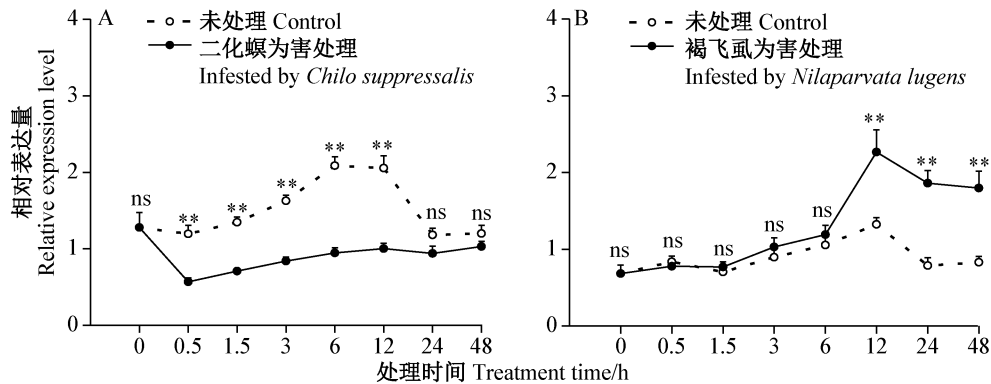 A
未处理 Control
二化螟为害处理
Infested by Chilo suppressalis
B
未处理 Control
褐飞虱为害处理
Infested by Nilaparvata lugens
相对表达量
Relative expression level
4
3
2
1
0
ns ** ** ** ** ** ns ns
0 0.5 1.5 3 6 12 24 48
4
3
2
1
0
ns ns ns ns ns ** ** **
0 0.5 1.5 3 6 12 24 48
处理时间 Treatment time/h